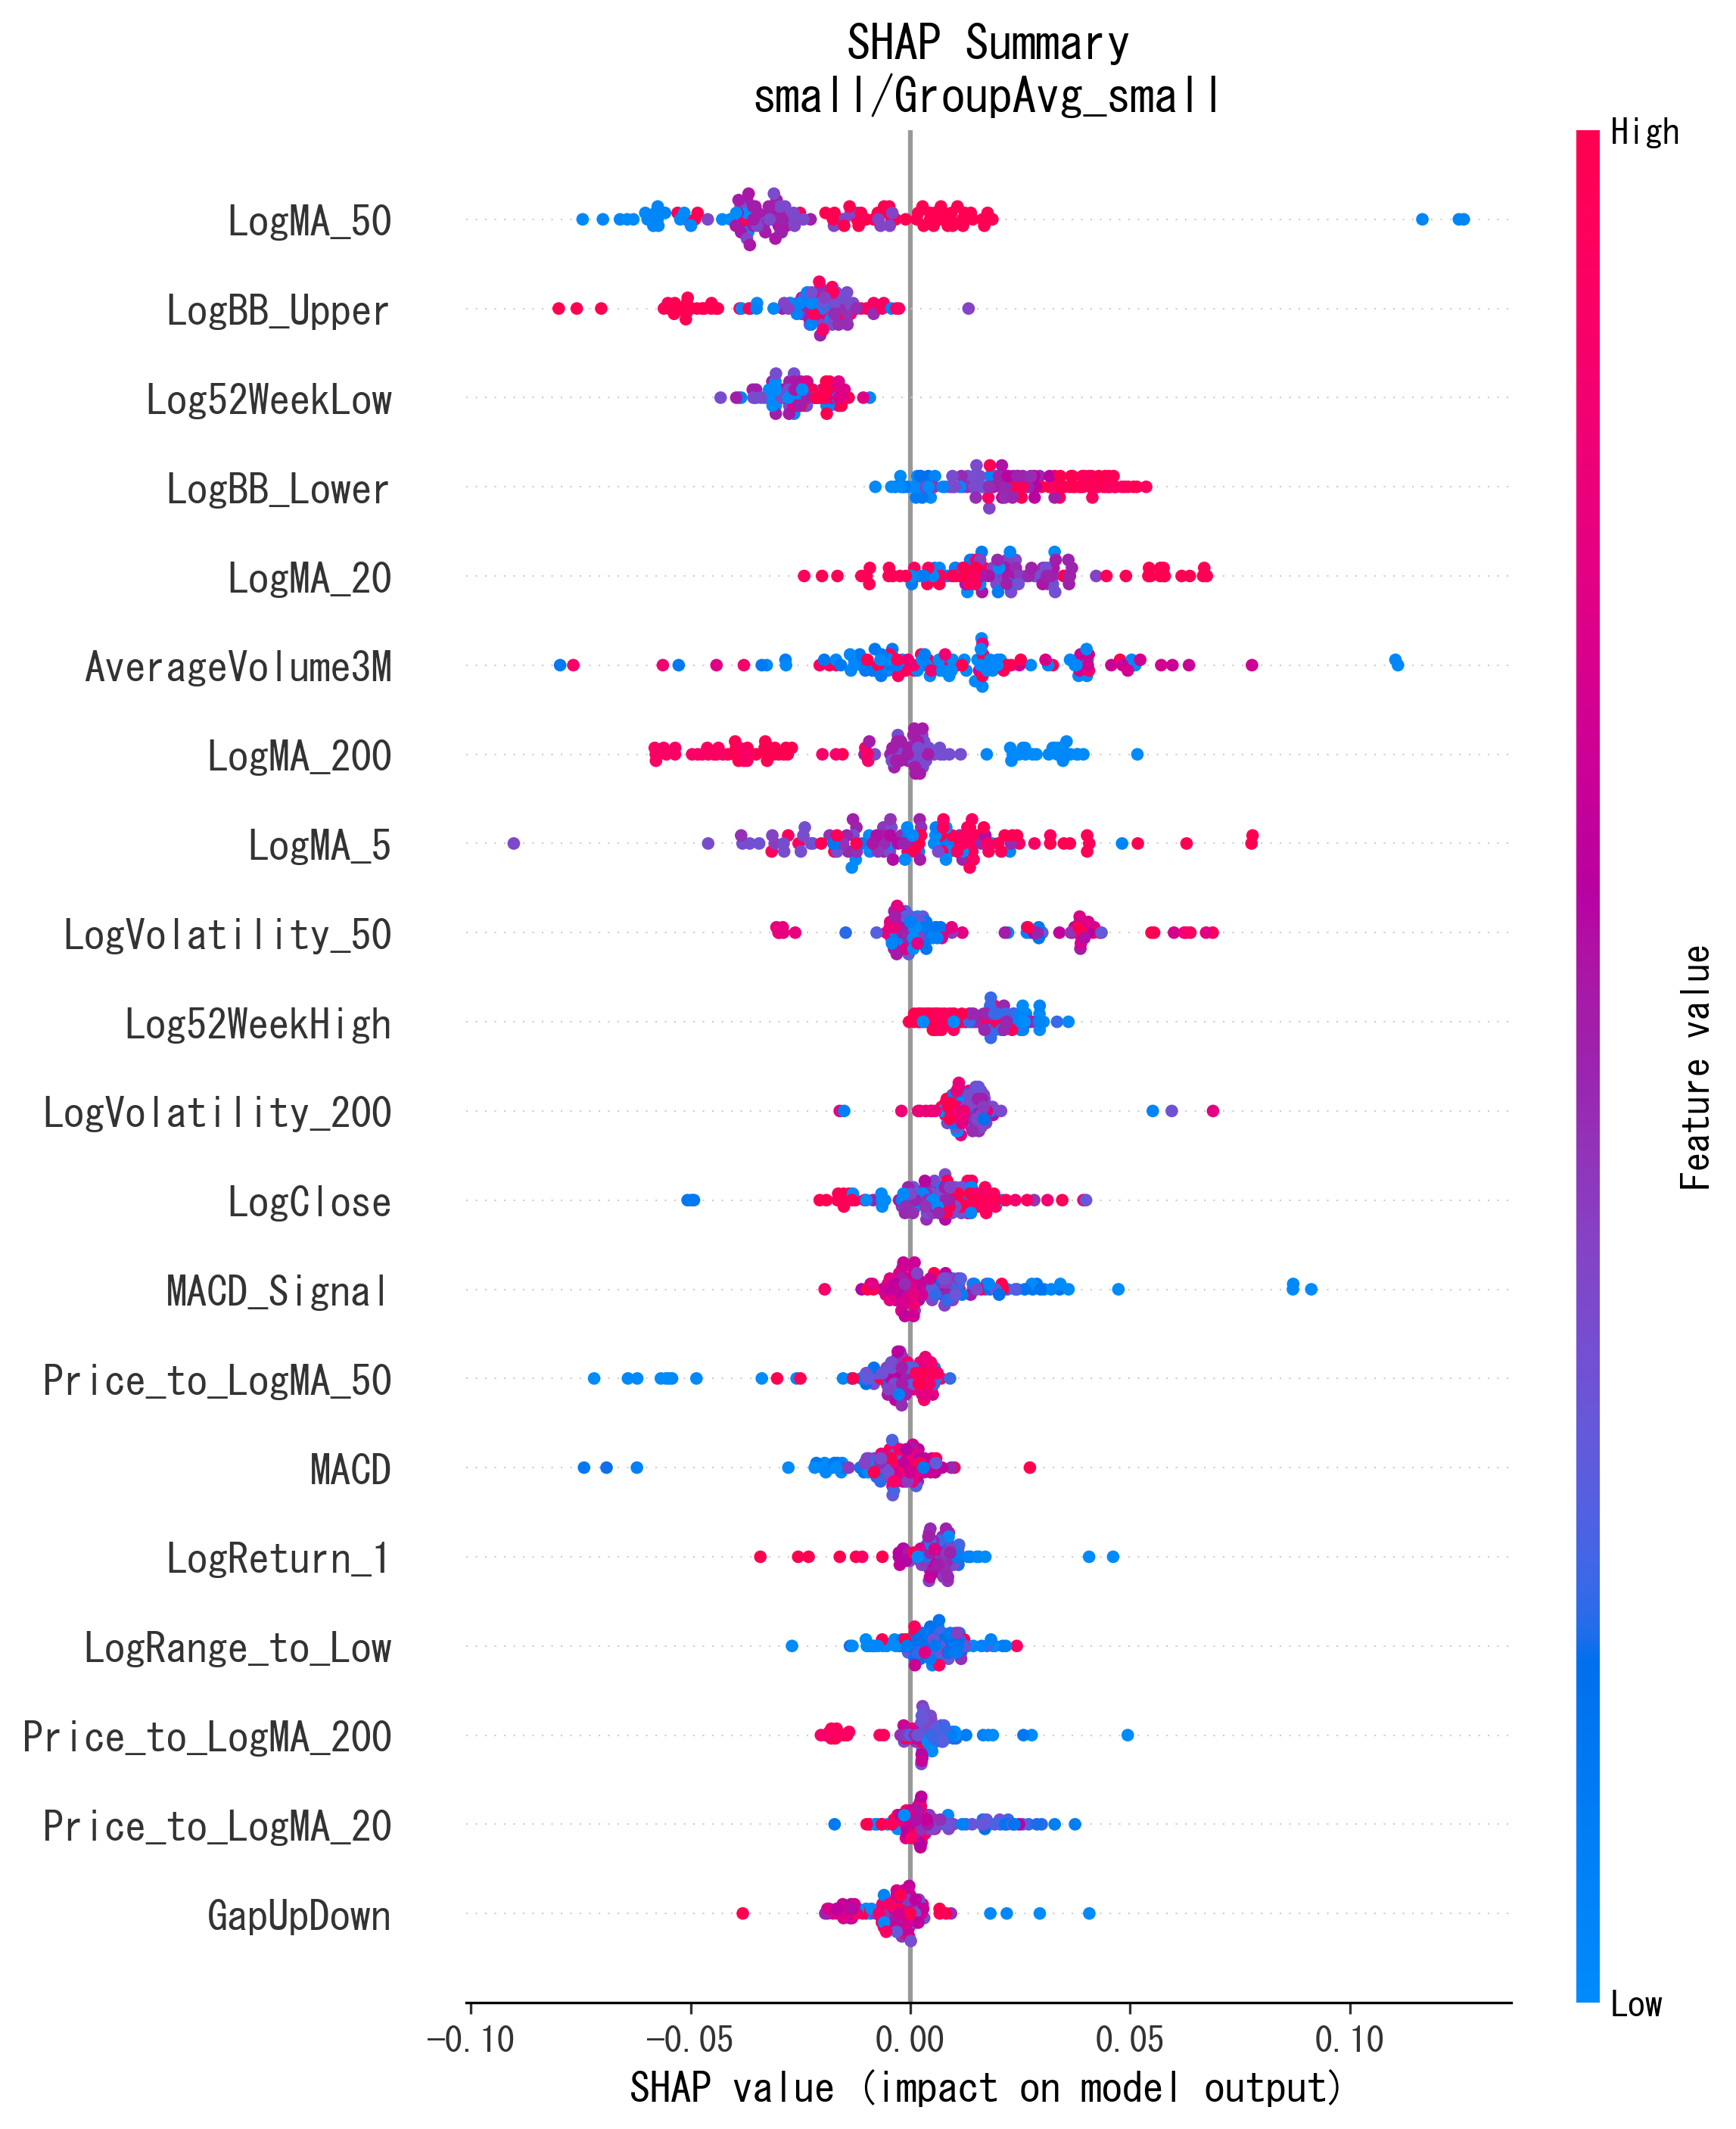 SHAP Summary
small/GroupAvg_small
High
LogMA_50
LogBB_Upper
Log52WeekLow
LogBB_Lower
LogMA_20
AverageVolume3M
LogMA_200
LogMA_5
LogVolatility_50
Log52WeekHigh
LogVolatility_200
LogClose
MACD_Signal
Price_to_LogMA_50
MACD
LogReturn_1
LogRange_to_Low
Price_to_LogMA_200
Price_to_LogMA_20
GapUpDown
Feature value
Low
−0.10 −0.05 0.00 0.05 0.10
SHAP value (impact on model output)